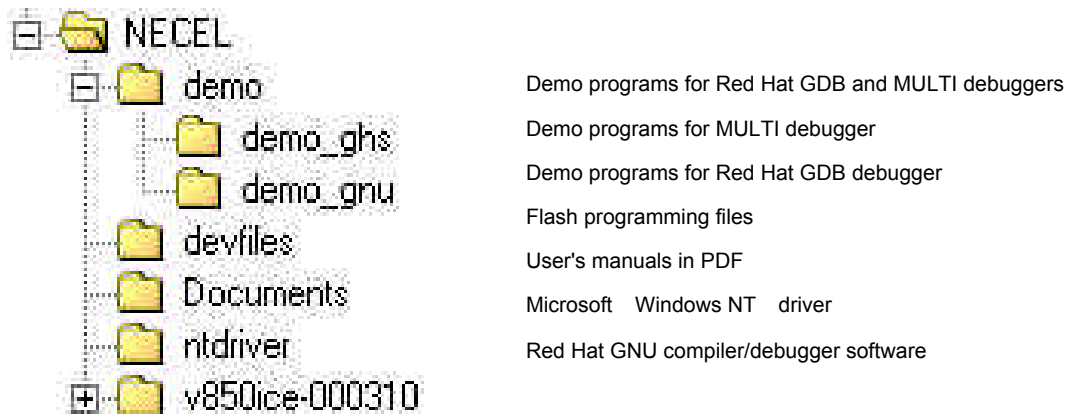 NECEL
demo
Demo programs for Red Hat GDB and MULTI debuggers
demo_ghs
Demo programs for MULTI debugger
demo_gnu
Demo programs for Red Hat GDB debugger
devfiles
Flash programming files
Documents
User's manuals in PDF
ntdriver
Microsoft Windows NT driver
v850ice-000310
Red Hat GNU compiler/debugger software